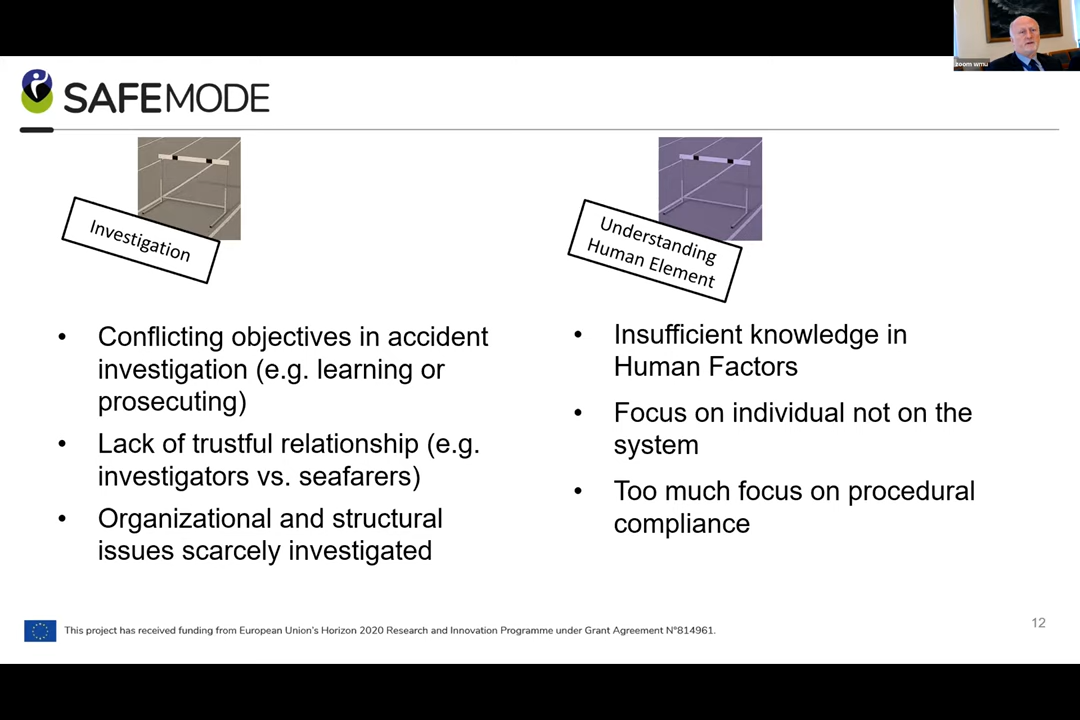 zoom wmu
SAFEMODE
Investigation
Conflicting objectives in accident
investigation (e.g. learning or
prosecuting)
Lack of trustful relationship (e.g.
investigators vs. seafarers)
Organizational and structural
issues scarcely investigated
Understanding
Human Element
Insufficient knowledge in
Human Factors
Focus on individual not on the
system
Too much focus on procedural
compliance
This project has received funding from European Union's Horizon 2020 Research and Innovation Programme under Grant Agreement N°814961.
12